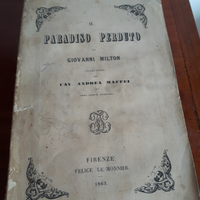 IL
PARADISO PERDUTO
DI
GIOVANNI MILTON
CAV. ANDREA MAFFEI
FIRENZE
FELICE LE MONNIER